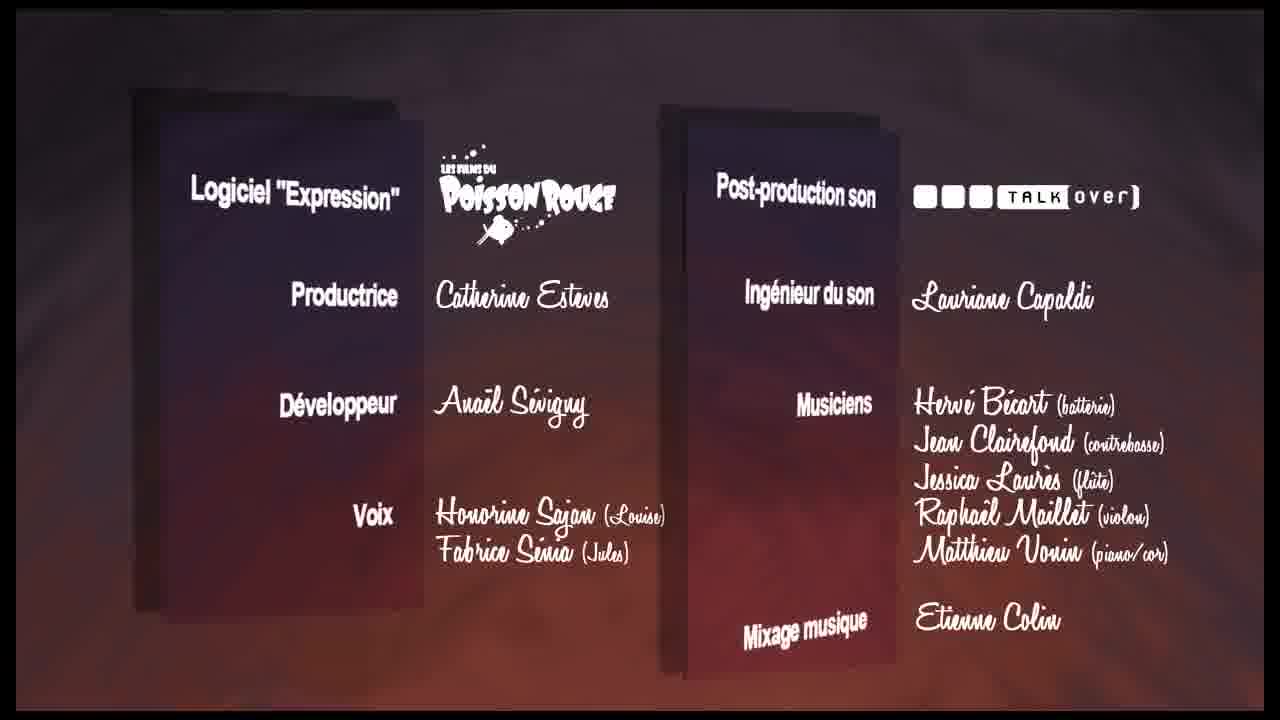 Logiciel "Expression"
LES FILMS DU
POISSON ROUGE
Productrice
Catherine Esteves
Développeur
Anaël Sévigny
Voix
Honorine Sajan (Louise)
Fabrice Sénia (Jules)
Post-production son
TALK over)
Ingénieur du son
Lauriane Capaldi
Musiciens
Hervé Bécart (batterie)
Jean Clairefond (contrebasse)
Jessica Laurès (flûte)
Raphaël Maillet (violon)
Matthieu Vonin (piano/cor)
Mixage musique
Etienne Colin